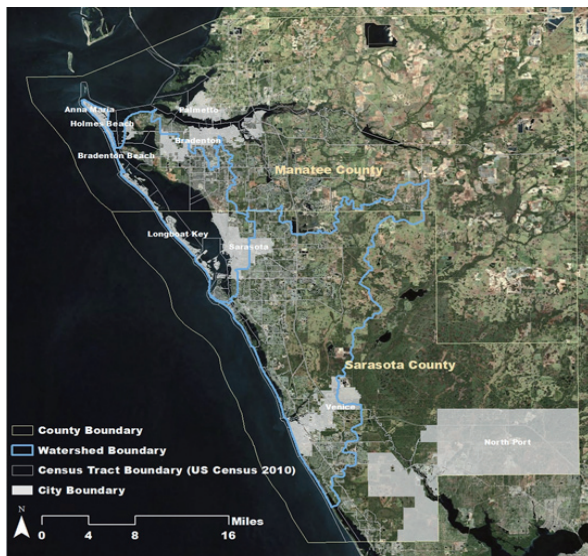 Anna Maria
Palmetto
Holmes Beach
Bradenton
Bradenton Beach
Manatee County
Longboat Key
Sarasota
Sarasota County
Venice
North Port
County Boundary
Watershed Boundary
Census Tract Boundary (US Census 2010)
City Boundary
N
Miles
0 4 8 16